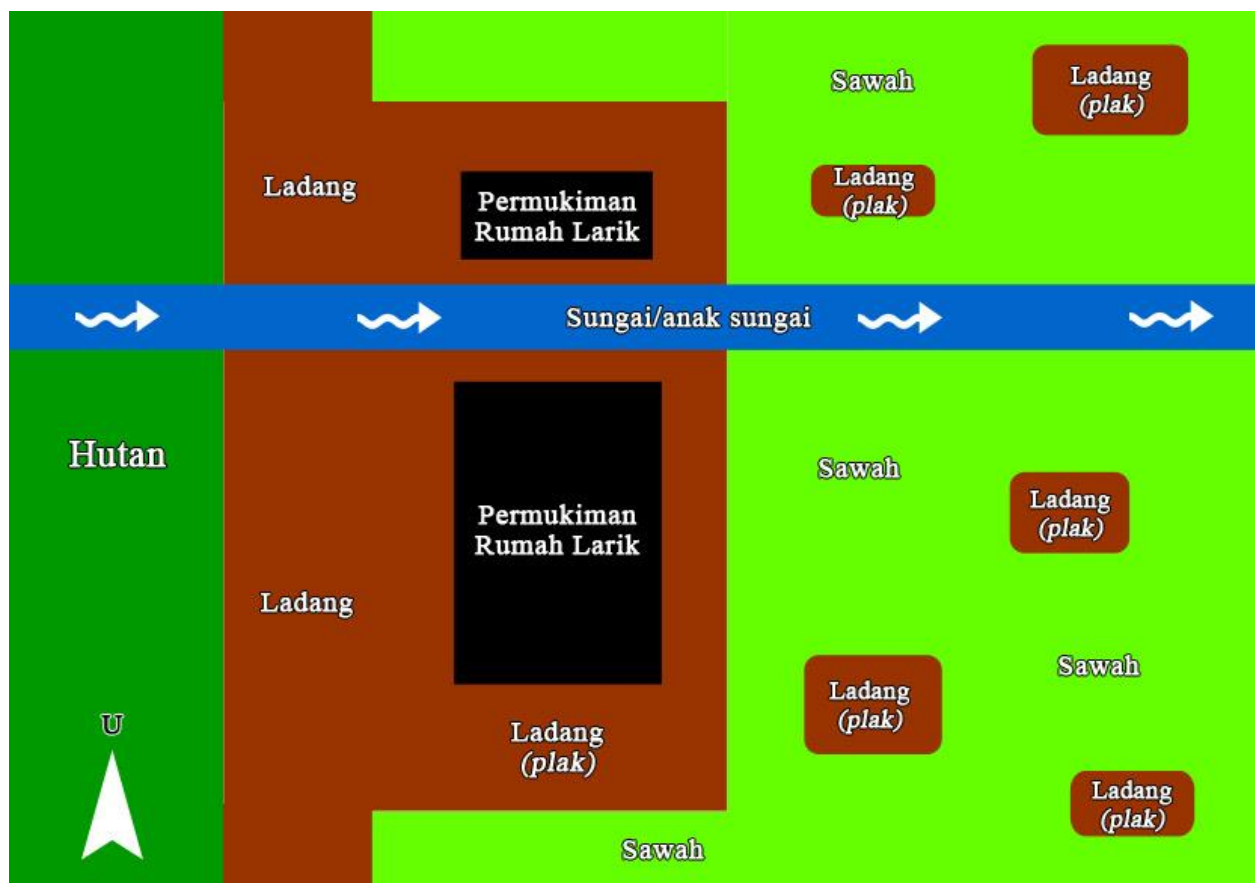 Sawah
Ladang
(plak)
Ladang
Permukiman
Rumah Larik
Ladang
(plak)
Sungai/anak sungai
Hutan
Permukiman
Rumah Larik
Sawah
Ladang
(plak)
Ladang
Sawah
Ladang
(plak)
U
Ladang
(plak)
Ladang
(plak)
Sawah